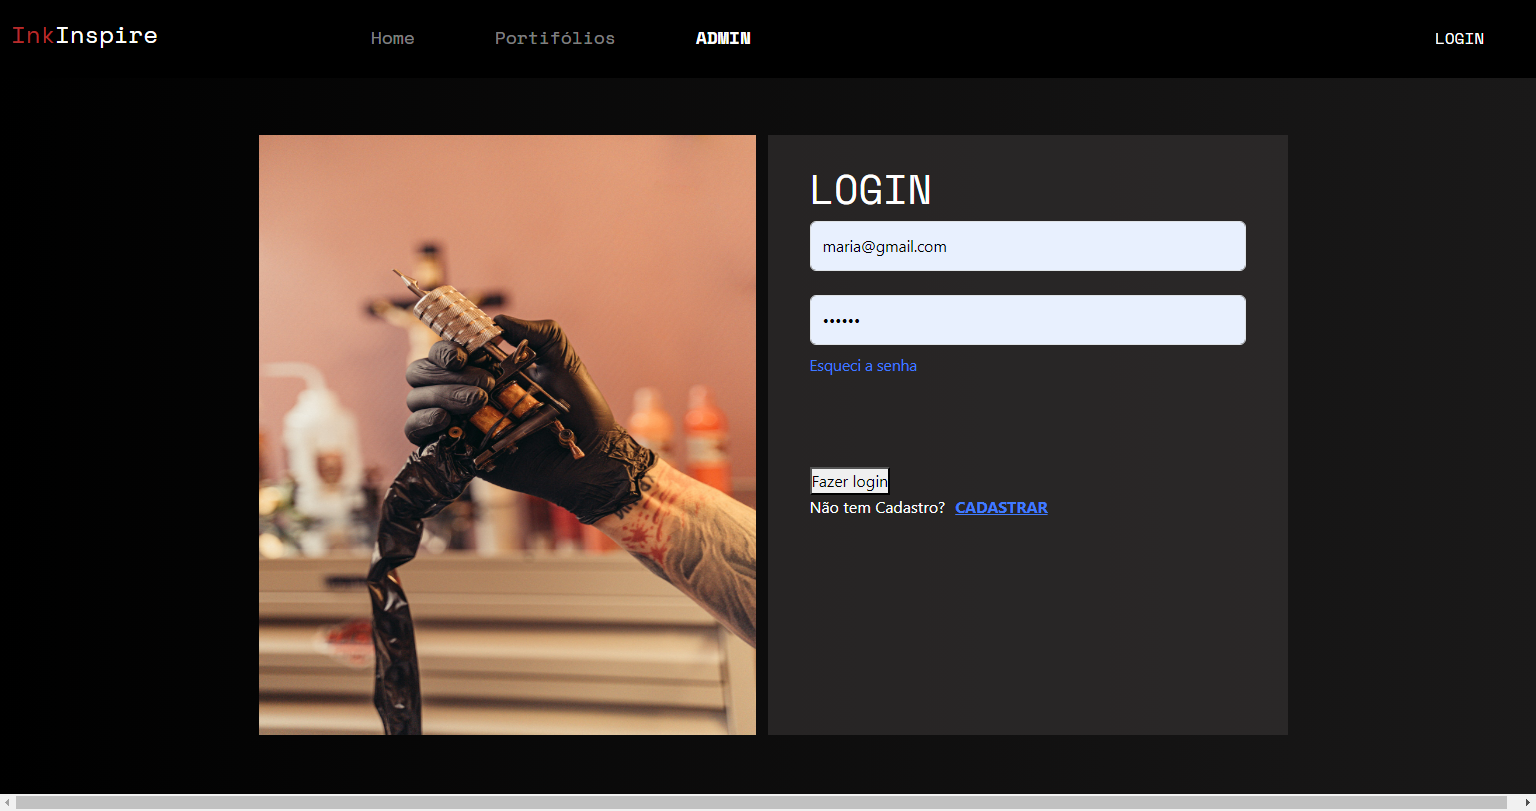 InkInspire Home Portifólios ADMIN LOGIN
LOGIN
maria@gmail.com
••••••
Esqueci a senha
Fazer login
Não tem Cadastro? CADASTRAR